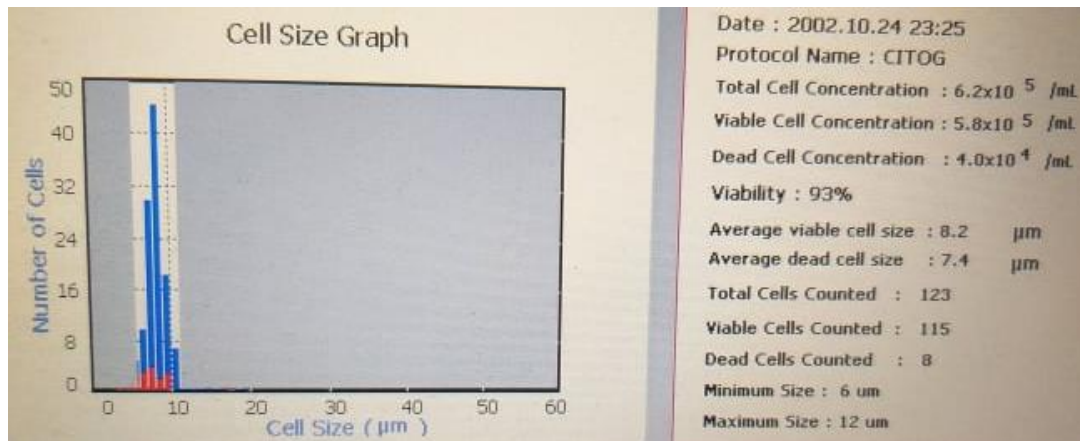 Cell Size Graph
50
40
32
24
16
8
0
Number of Cells
0 10 20 30 40 50 60
Cell Size ( μm )
Date : 2002.10.24 23:25
Protocol Name : CITOG
Total Cell Concentration : 6.2x10 5 /mL
Viable Cell Concentration : 5.8x10 5 /mL
Dead Cell Concentration : 4.0x10 4 /mL
Viability : 93%
Average viable cell size : 8.2 μm
Average dead cell size : 7.4 μm
Total Cells Counted : 123
Viable Cells Counted : 115
Dead Cells Counted : 8
Minimum Size : 6 um
Maximum Size : 12 um